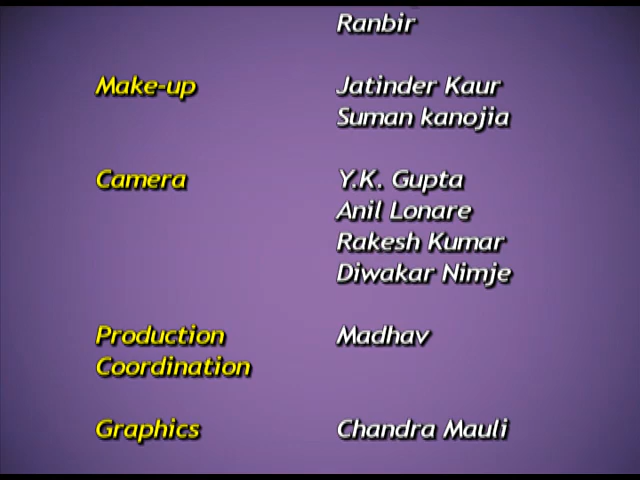 Ranbir
Make-up Jatinder Kaur
Suman kanojia
Camera Y.K. Gupta
Anil Lonare
Rakesh Kumar
Diwakar Nimje
Production Madhav
Coordination
Graphics Chandra Mauli